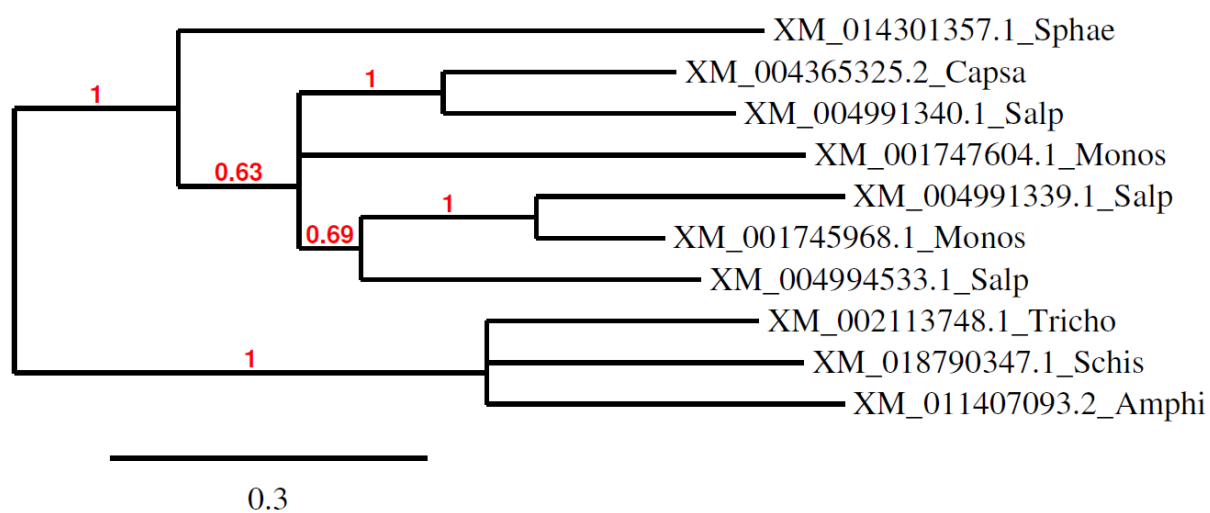 XM_014301357.1_Sphae
XM_004365325.2_Capsa
1
1
XM_004991340.1_Salp
XM_001747604.1_Monos
0.63
XM_004991339.1_Salp
1
XM_001745968.1_Monos
0.69
XM_004994533.1_Salp
XM_002113748.1_Tricho
1
XM_018790347.1_Schis
XM_011407093.2_Amphi
0.3